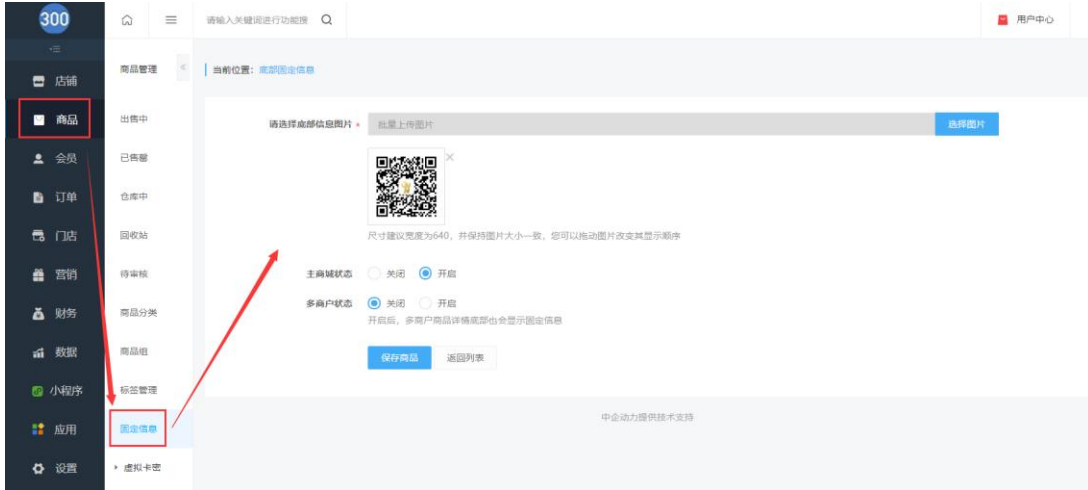 300
请输入关键词进行功能搜
用户中心
店铺
商品
会员
订单
门店
营销
财务
数据
小程序
应用
设置
商品管理
出售中
已售罄
仓库中
回收站
待审核
商品分类
商品组
标签管理
固定信息
虚拟卡密
当前位置：底部固定信息
请选择底部信息图片 * 批量上传图片 选择图片
尺寸建议宽度为640，并保持图片大小一致，您可以拖动图片改变其显示顺序
主商城状态 关闭 开启
多商户状态 关闭 开启
开启后，多商户商品详情底部也会显示固定信息
保存商品 返回列表
中企动力提供技术支持